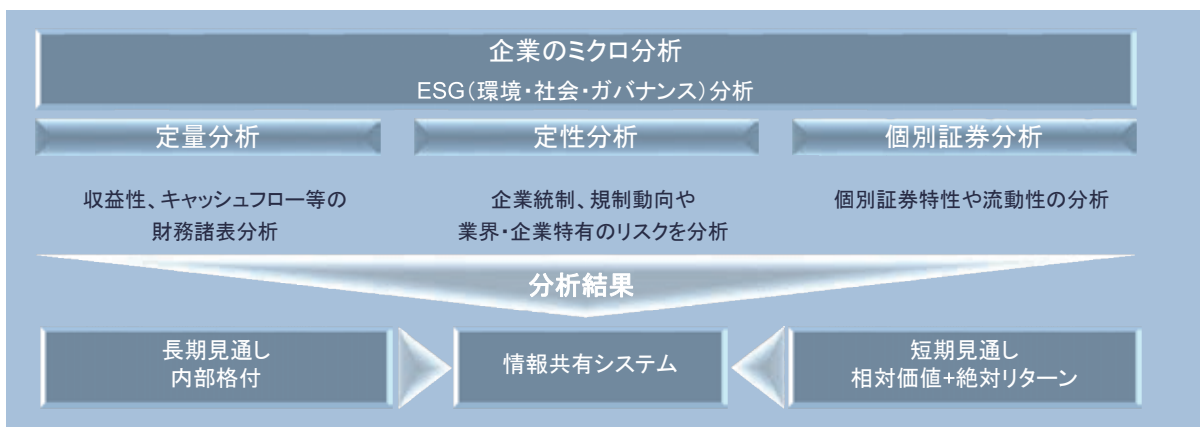 企業のミクロ分析
ESG(環境・社会・ガバナンス)分析
定量分析
定性分析
個別証券分析
収益性、キャッシュフロー等の
財務諸表分析
企業統制、規制動向や
業界・企業特有のリスクを分析
個別証券特性や流動性の分析
分析結果
長期見通し
内部格付
情報共有システム
短期見通し
相対価値+絶対リターン